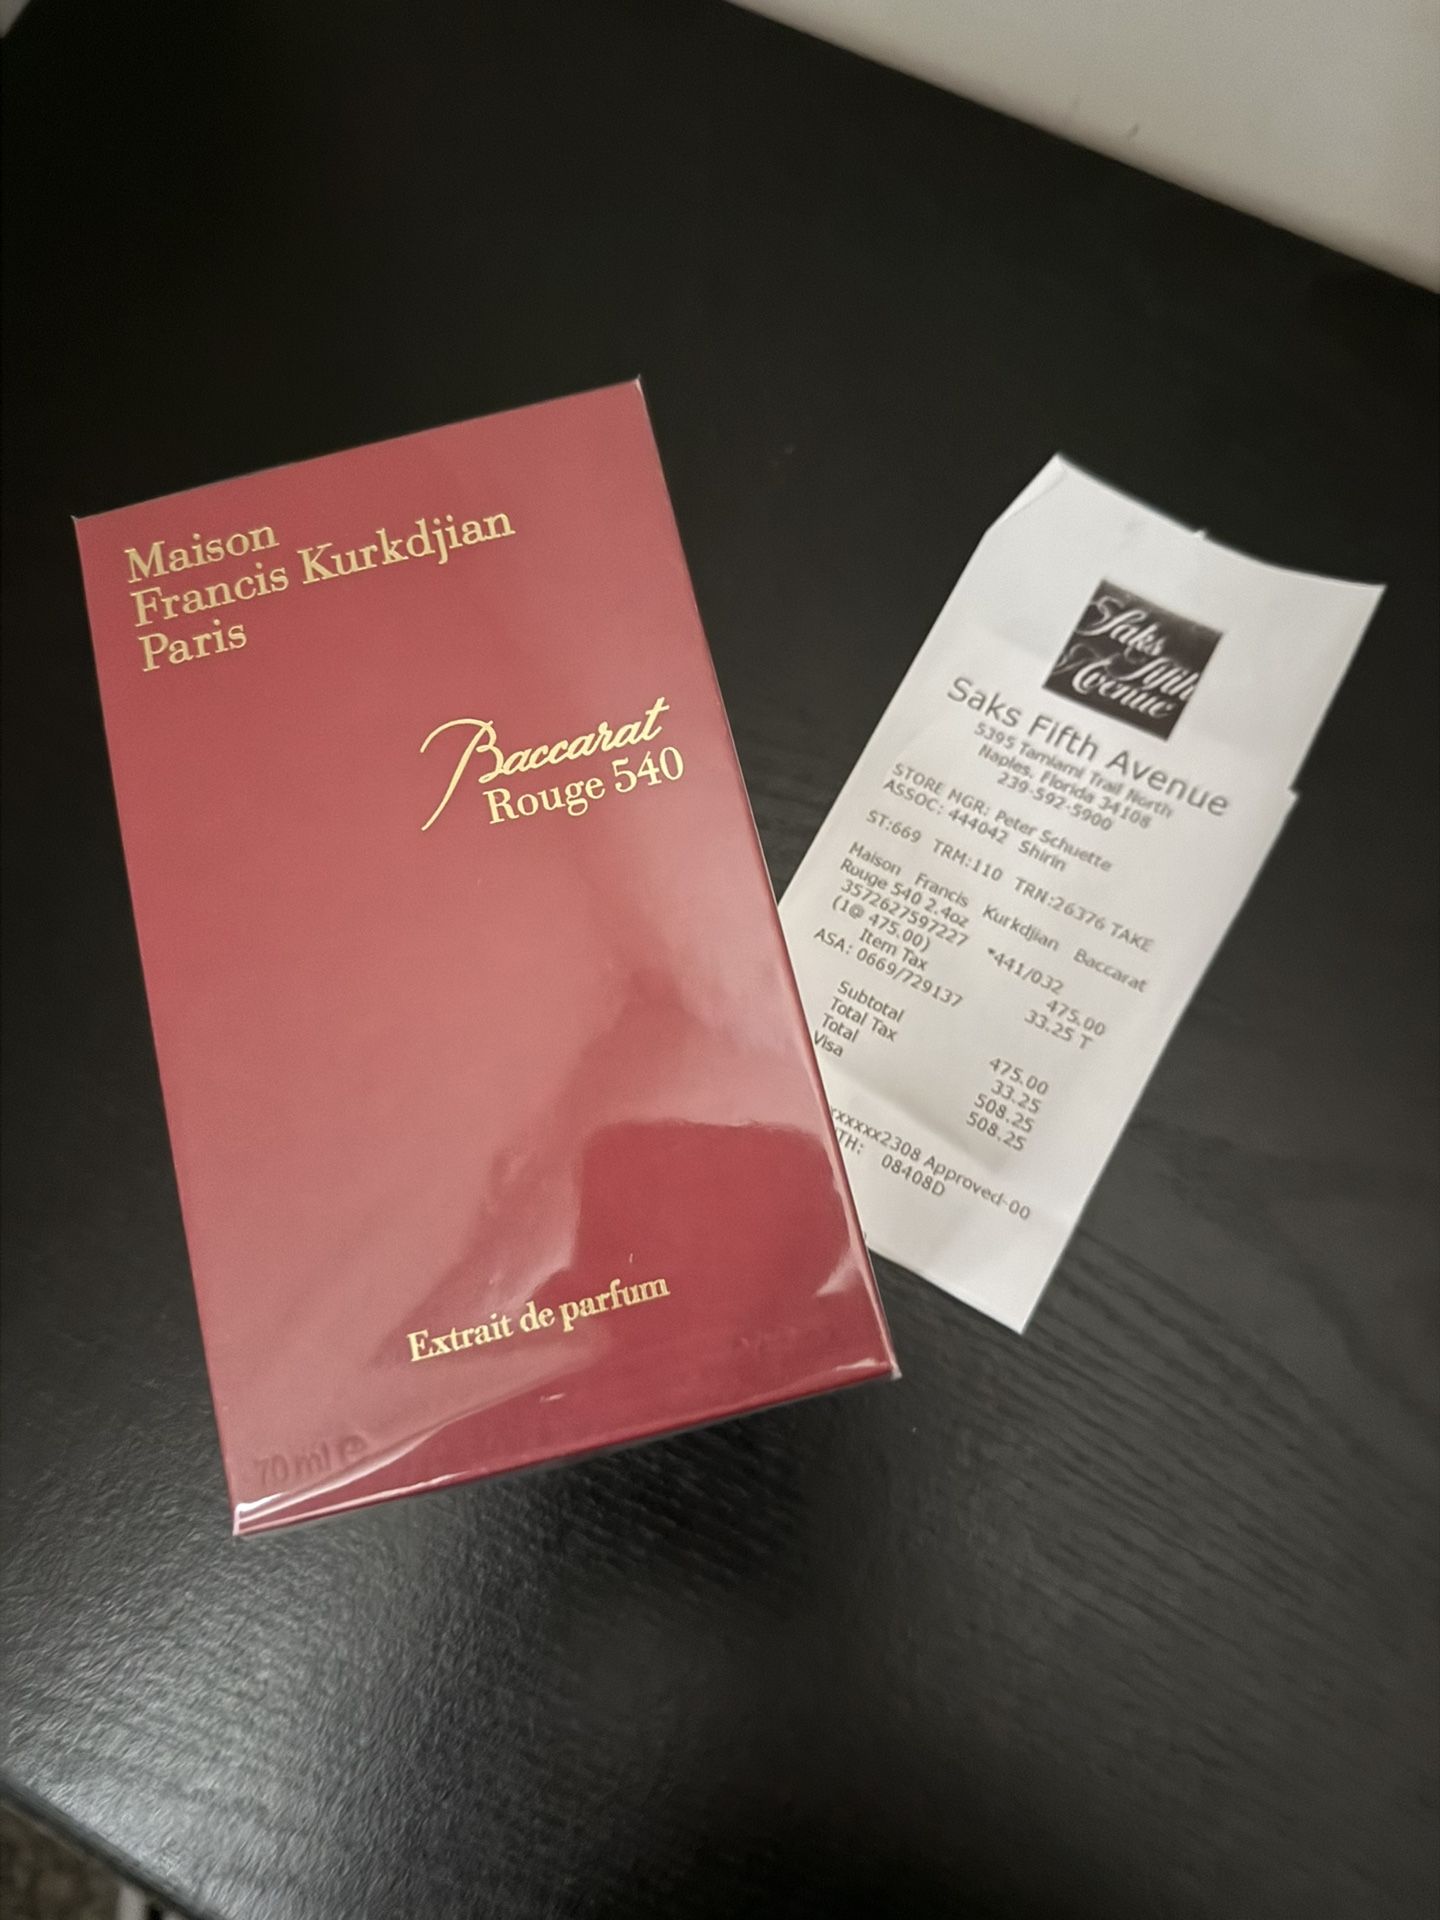 Maison
Francis Kurkdjian
Paris
Baccarat
Rouge 540
Extrait de parfum
70 ml ℮
Saks
Fifth
Avenue
Saks Fifth Avenue
5395 Tamiami Trail North
Naples, Florida 34108
239-592-5900
STORE MGR: Peter Schuette
ASSOC: 444042 Shirin
ST:669 TRM:110 TRN:26376 TAKE
Maison Francis Kurkdjian Baccarat
Rouge 540 2.4oz *441/032
3572627597227
(1@ 475.00) 475.00
Item Tax 33.25 T
ASA: 0669/729137
Subtotal 475.00
Total Tax 33.25
Total 508.25
Visa 508.25
xxxxxx2308 Approved-00
TH: 08408D